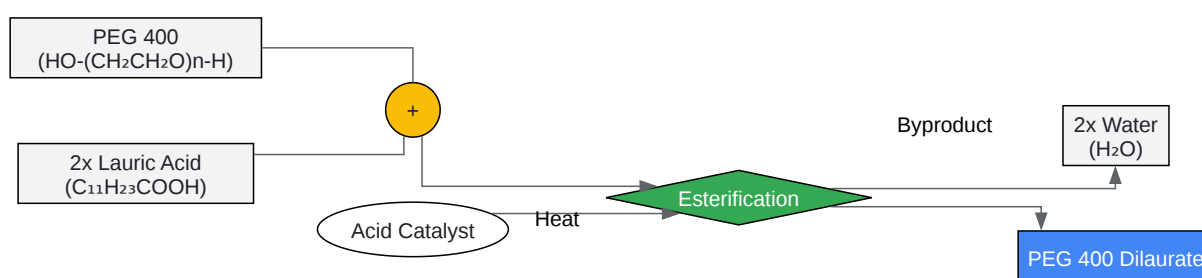 PEG 400
(HO-(CH₂CH₂O)n-H)
+
2x Lauric Acid
(C₁₁H₂₃COOH)
Acid Catalyst
Heat
Esterification
Byproduct
2x Water
(H₂O)
PEG 400 Dilaurate